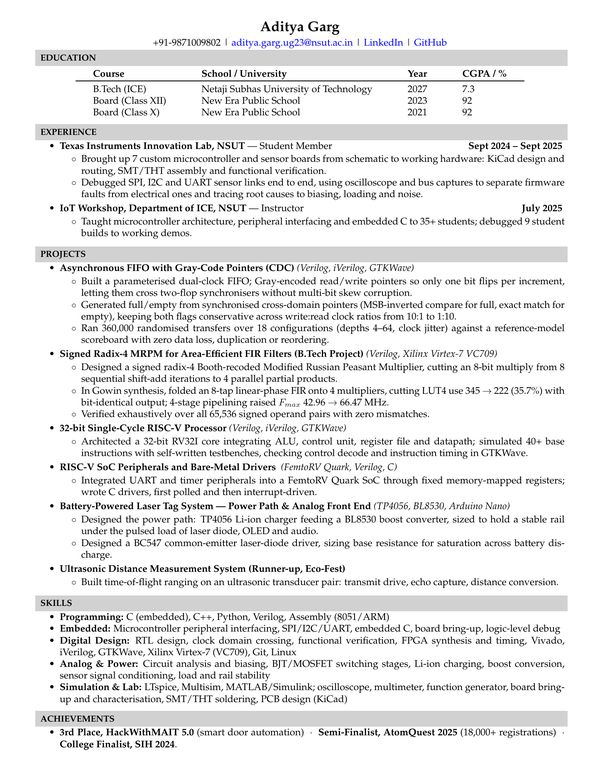 Aditya Garg
+91-9871009802 | aditya.garg.ug23@nsut.ac.in | LinkedIn | GitHub
EDUCATION
Course School / University Year CGPA / %
B.Tech (ICE) Netaji Subhas University of Technology 2027 7.3
Board (Class XII) New Era Public School 2023 92
Board (Class X) New Era Public School 2021 92
EXPERIENCE
• Texas Instruments Innovation Lab, NSUT — Student Member Sept 2024 – Sept 2025
◦ Brought up 7 custom microcontroller and sensor boards from schematic to working hardware: KiCad design and
routing, SMT/THT assembly and functional verification.
◦ Debugged SPI, I2C and UART sensor links end to end, using oscilloscope and bus captures to separate firmware
faults from electrical ones and tracing root causes to biasing, loading and noise.
• IoT Workshop, Department of ICE, NSUT — Instructor July 2025
◦ Taught microcontroller architecture, peripheral interfacing and embedded C to 35+ students; debugged 9 student
builds to working demos.
PROJECTS
• Asynchronous FIFO with Gray-Code Pointers (CDC) (Verilog, iVerilog, GTKWave)
◦ Built a parameterised dual-clock FIFO; Gray-encoded read/write pointers so only one bit flips per increment,
letting them cross two-flop synchronisers without multi-bit skew corruption.
◦ Generated full/empty from synchronised cross-domain pointers (MSB-inverted compare for full, exact match for
empty), keeping both flags conservative across write:read clock ratios from 10:1 to 1:10.
◦ Ran 360,000 randomised transfers over 18 configurations (depths 4–64, clock jitter) against a reference-model
scoreboard with zero data loss, duplication or reordering.
• Signed Radix-4 MRPM for Area-Efficient FIR Filters (B.Tech Project) (Verilog, Xilinx Virtex-7 VC709)
◦ Designed a signed radix-4 Booth-recoded Modified Russian Peasant Multiplier, cutting an 8-bit multiply from 8
sequential shift-add iterations to 4 parallel partial products.
◦ In Gowin synthesis, folded an 8-tap linear-phase FIR onto 4 multipliers, cutting LUT4 use 345 → 222 (35.7%) with
bit-identical output; 4-stage pipelining raised Fmax 42.96 → 66.47 MHz.
◦ Verified exhaustively over all 65,536 signed operand pairs with zero mismatches.
• 32-bit Single-Cycle RISC-V Processor (Verilog, iVerilog, GTKWave)
◦ Architected a 32-bit RV32I core integrating ALU, control unit, register file and datapath; simulated 40+ base
instructions with self-written testbenches, checking control decode and instruction timing in GTKWave.
• RISC-V SoC Peripherals and Bare-Metal Drivers (FemtoRV Quark, Verilog, C)
◦ Integrated UART and timer peripherals into a FemtoRV Quark SoC through fixed memory-mapped registers;
wrote C drivers, first polled and then interrupt-driven.
• Battery-Powered Laser Tag System — Power Path & Analog Front End (TP4056, BL8530, Arduino Nano)
◦ Designed the power path: TP4056 Li-ion charger feeding a BL8530 boost converter, sized to hold a stable rail
under the pulsed load of laser diode, OLED and audio.
◦ Designed a BC547 common-emitter laser-diode driver, sizing base resistance for saturation across battery dis-
charge.
• Ultrasonic Distance Measurement System (Runner-up, Eco-Fest)
◦ Built time-of-flight ranging on an ultrasonic transducer pair: transmit drive, echo capture, distance conversion.
SKILLS
• Programming: C (embedded), C++, Python, Verilog, Assembly (8051/ARM)
• Embedded: Microcontroller peripheral interfacing, SPI/I2C/UART, embedded C, board bring-up, logic-level debug
• Digital Design: RTL design, clock domain crossing, functional verification, FPGA synthesis and timing, Vivado,
iVerilog, GTKWave, Xilinx Virtex-7 (VC709), Git, Linux
• Analog & Power: Circuit analysis and biasing, BJT/MOSFET switching stages, Li-ion charging, boost conversion,
sensor signal conditioning, load and rail stability
• Simulation & Lab: LTspice, Multisim, MATLAB/Simulink; oscilloscope, multimeter, function generator, board bring-
up and characterisation, SMT/THT soldering, PCB design (KiCad)
ACHIEVEMENTS
• 3rd Place, HackWithMAIT 5.0 (smart door automation) · Semi-Finalist, AtomQuest 2025 (18,000+ registrations) ·
College Finalist, SIH 2024.